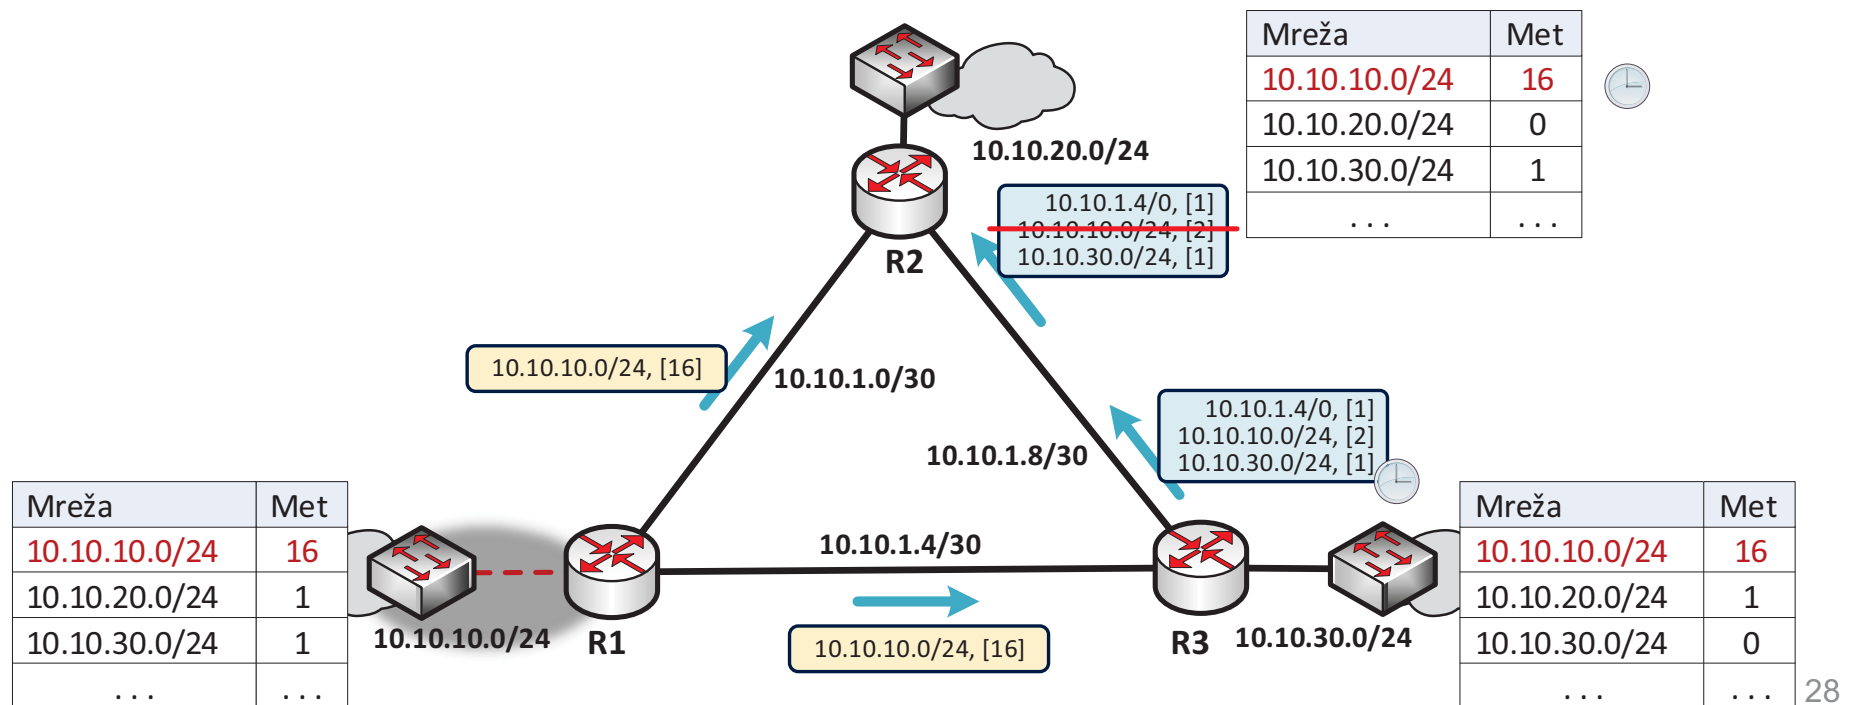 Mreža Met
10.10.10.0/24 16
10.10.20.0/24 0
10.10.30.0/24 1
. . . . . .
10.10.20.0/24
10.10.1.4/0, [1]
10.10.10.0/24, [2]
10.10.30.0/24, [1]
R2
10.10.10.0/24, [16]
10.10.1.0/30
10.10.1.4/0, [1]
10.10.10.0/24, [2]
10.10.30.0/24, [1]
10.10.1.8/30
Mreža Met
10.10.10.0/24 16
10.10.20.0/24 1
10.10.30.0/24 1
. . . . . .
10.10.10.0/24
R1
10.10.1.4/30
10.10.10.0/24, [16]
R3
10.10.30.0/24
Mreža Met
10.10.10.0/24 16
10.10.20.0/24 1
10.10.30.0/24 0
. . . . . .
28